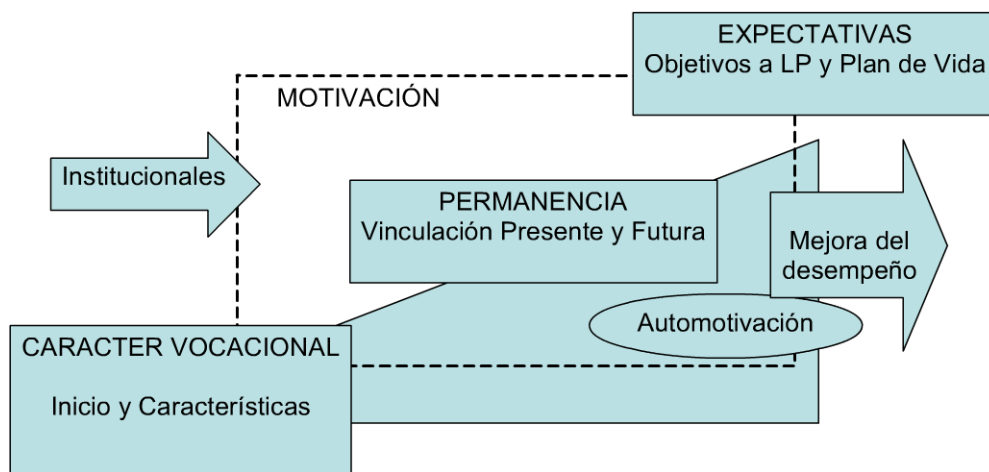 EXPECTATIVAS
Objetivos a LP y Plan de Vida
MOTIVACIÓN
Institucionales
PERMANENCIA
Vinculación Presente y Futura
Mejora del
desempeño
Automotivación
CARACTER VOCACIONAL
Inicio y Características